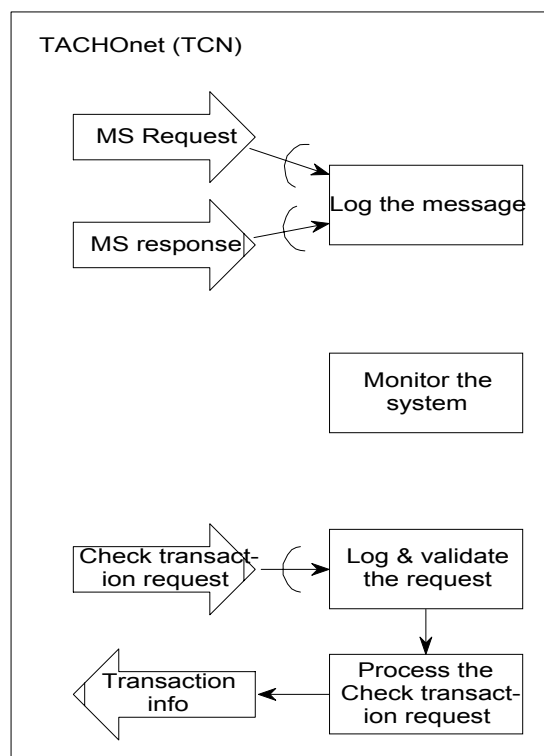 TACHOnet (TCN)
MS Request
Log the message
MS response
Monitor the
system
Check transact-
ion request
Log & validate
the request
Transaction
info
Process the
Check transact-
ion request